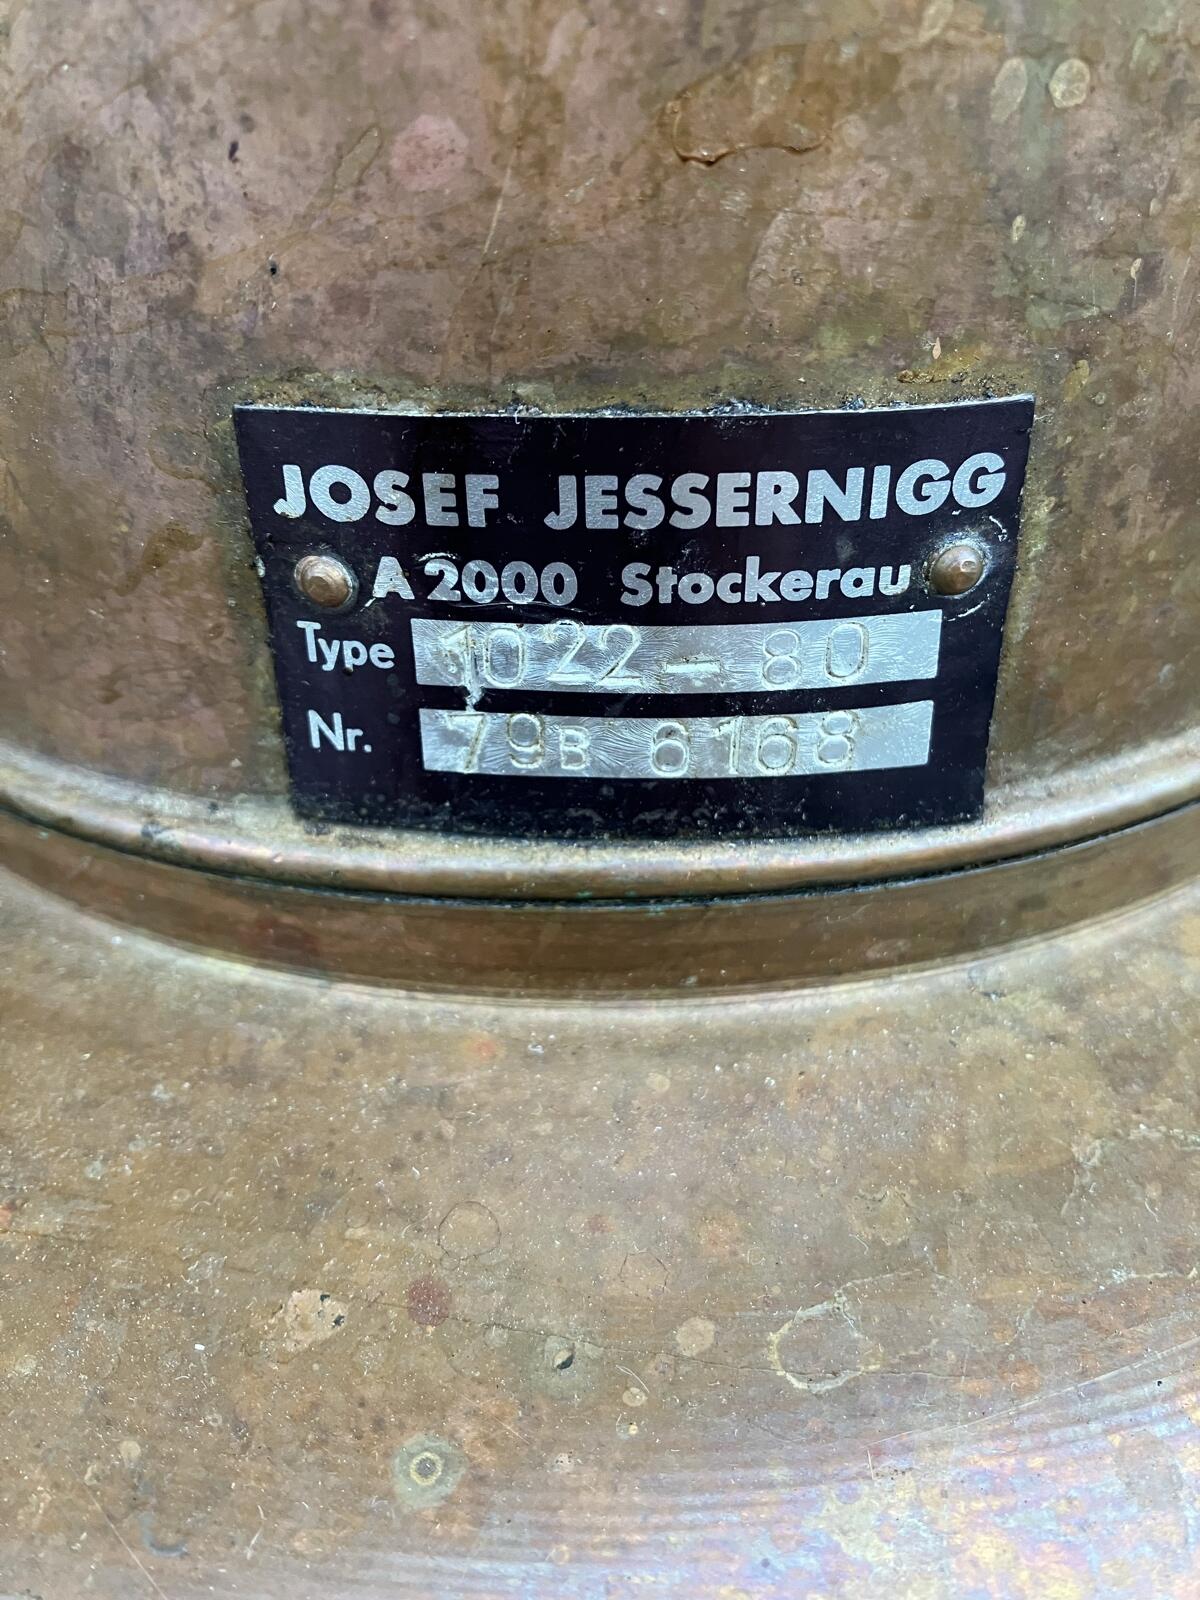 JOSEF JESSERNIGG
A 2000 Stockerau
Type 1022-80
Nr. 79B 6168